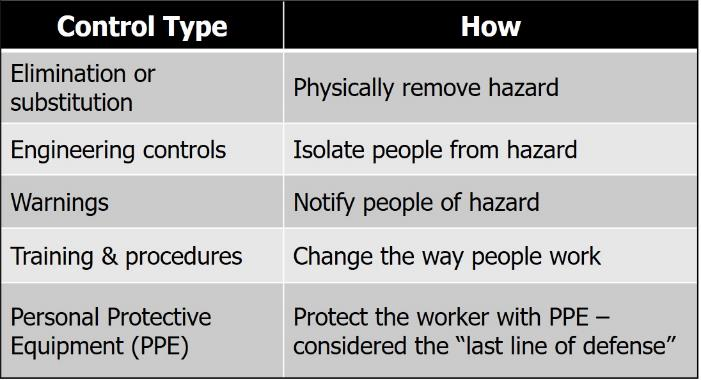 Control Type
How
Elimination or
substitution
Physically remove hazard
Engineering controls
Isolate people from hazard
Warnings
Notify people of hazard
Training & procedures
Change the way people work
Personal Protective
Equipment (PPE)
Protect the worker with PPE –
considered the “last line of defense”